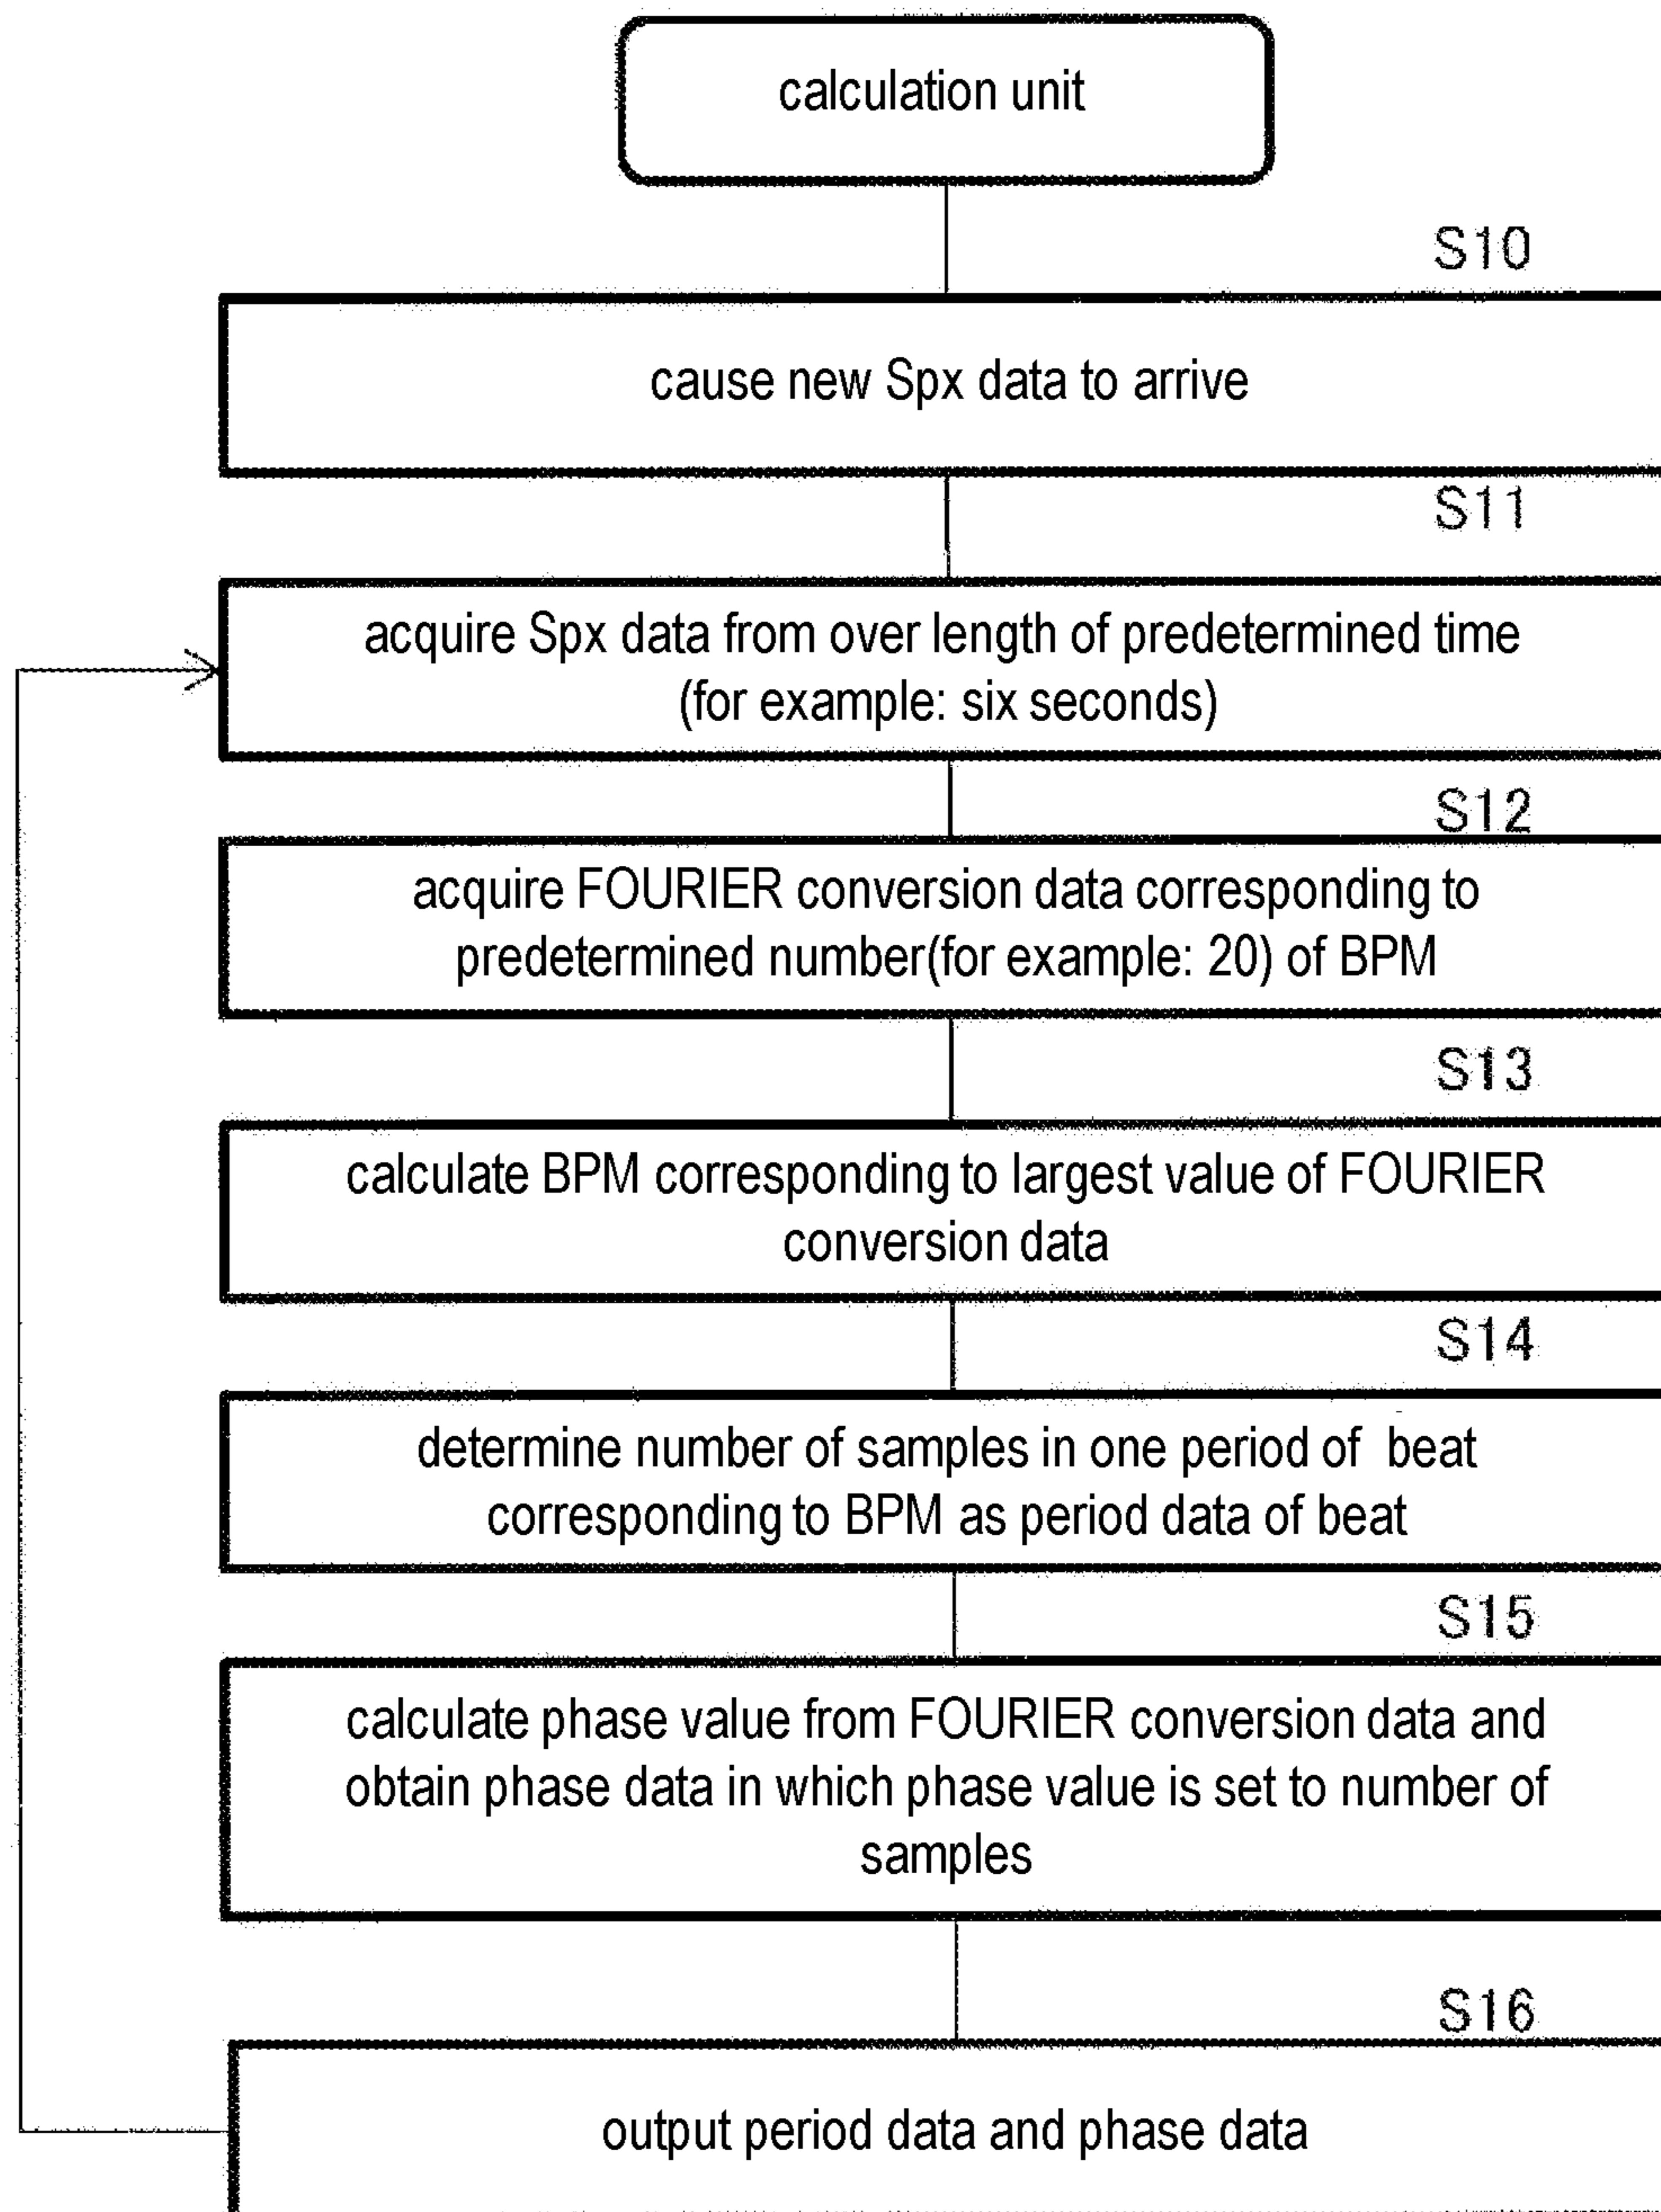 calculation unit
S10
cause new Spx data to arrive
S11
acquire Spx data from over length of predetermined time
(for example: six seconds)
S12
acquire FOURIER conversion data corresponding to
predetermined number(for example: 20) of BPM
S13
calculate BPM corresponding to largest value of FOURIER
conversion data
S14
determine number of samples in one period of beat
corresponding to BPM as period data of beat
S15
calculate phase value from FOURIER conversion data and
obtain phase data in which phase value is set to number of
samples
S16
output period data and phase data